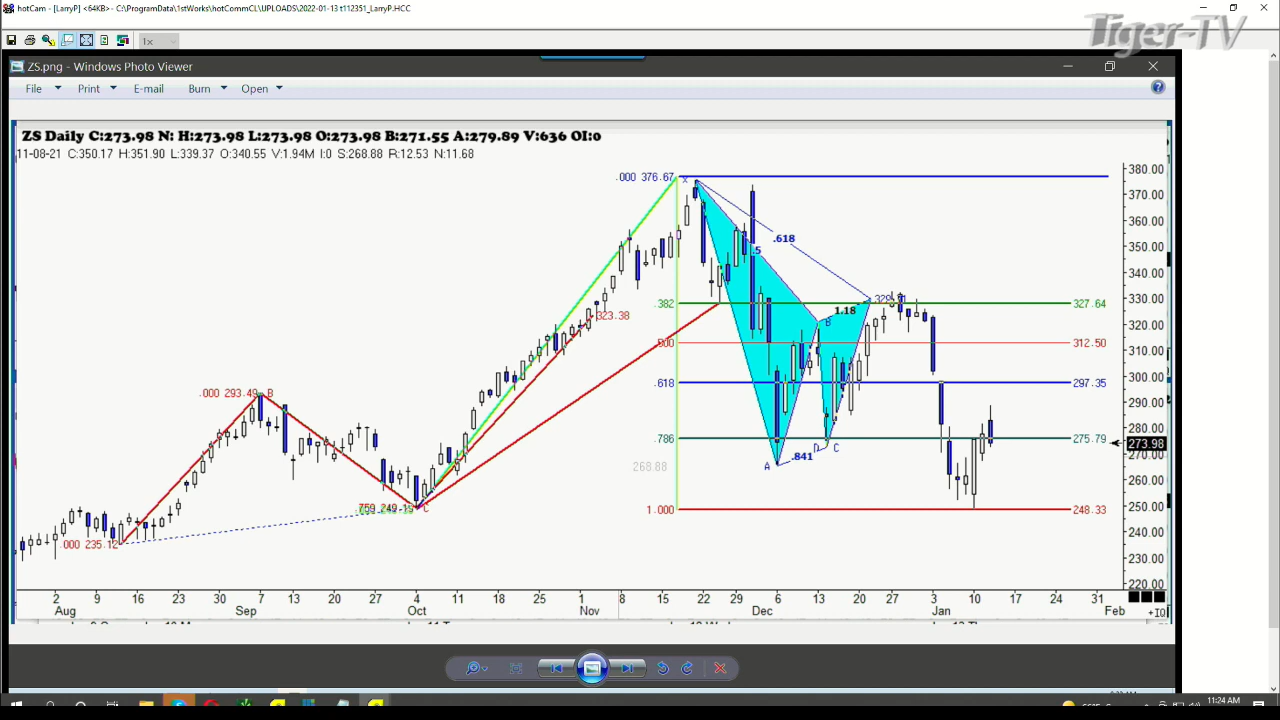 hotCam - [LarryP] <64KB>- C:\ProgramData\1stWorks\hotCommCL\UPLOADS\2022-01-13 t112351_LarryP.HCC
Tiger-TV
1x
ZS.png - Windows Photo Viewer
File Print E-mail Burn Open
ZS Daily C:273.98 N: H:273.98 L:273.98 O:273.98 B:271.55 A:279.89 V:636 OI:0
11-08-21 C:350.17 H:351.90 L:339.37 O:340.55 V:1.94M I:0 S:268.88 R:12.53 N:11.68
.000 376.67 X
380.00
370.00
360.00
350.00
340.00
330.00
320.00
310.00
300.00
290.00
280.00
273.98
270.00
260.00
250.00
240.00
230.00
220.00
.618
.5
.382 327.64
1.18
323.38
B
.500 312.50
.618 297.35
.000 293.49 B
.786 275.79
D C
.841
A
268.88
C
1.000 248.33
.000 235.12
2 9 16 23 30 7 13 20 27 4 11 18 25 1 8 15 22 29 6 13 20 27 3 10 17 24 31
Aug Sep Oct Nov Dec Jan Feb
+IO
11:24 AM